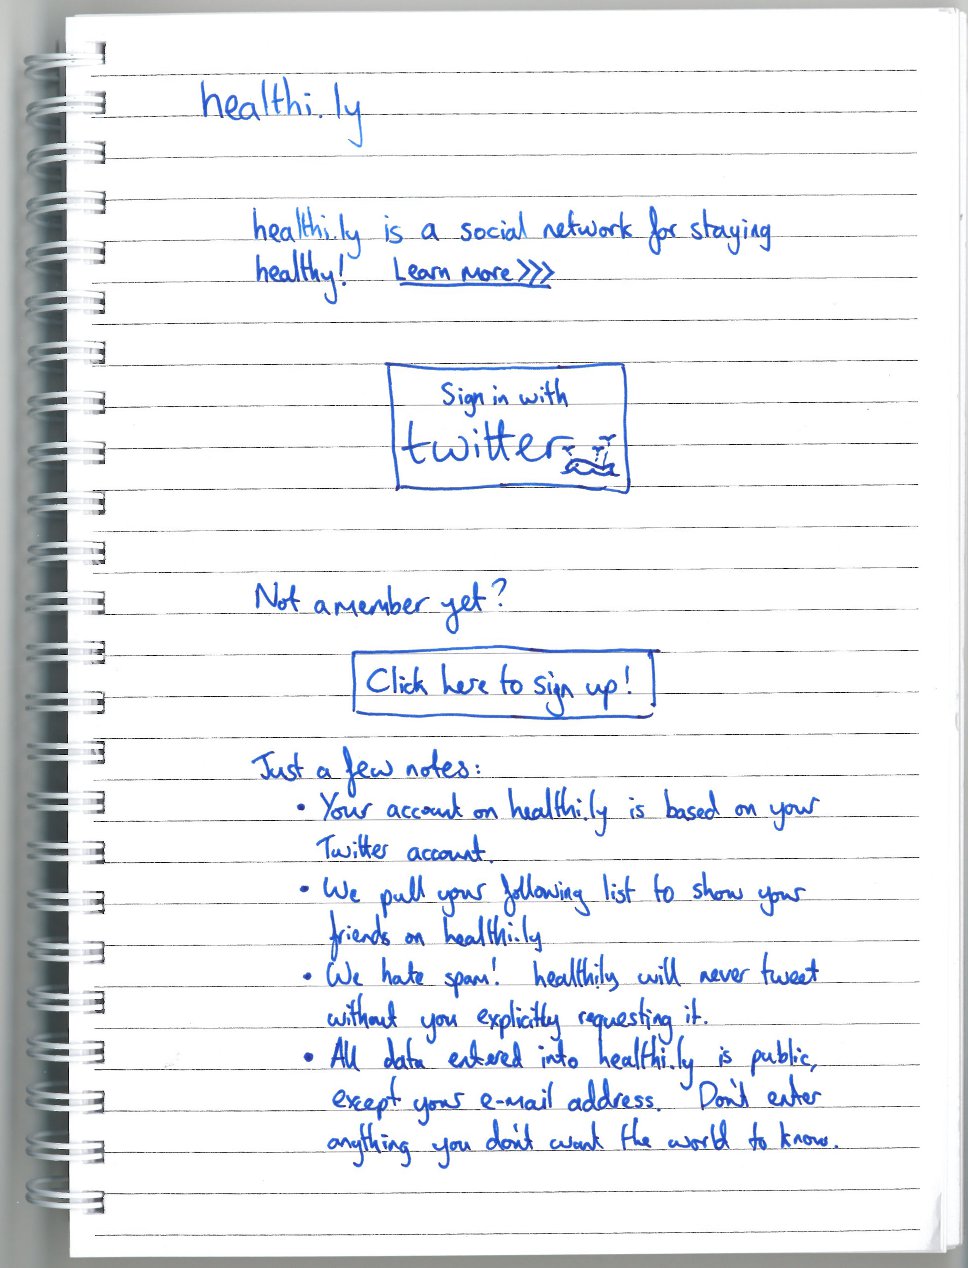 healthi.ly
healthi.ly is a social network for staying
healthy! Learn more >>>
Sign in with
twitter
Not a member yet?
Click here to sign up!
Just a few notes:
• Your account on healthi.ly is based on your
Twitter account.
• We pull your following list to show your
friends on healthi.ly
• We hate spam! healthi.ly will never tweet
without you explicitly requesting it.
• All data entered into healthi.ly is public,
except your e-mail address. Don't enter
anything you don't want the world to know.